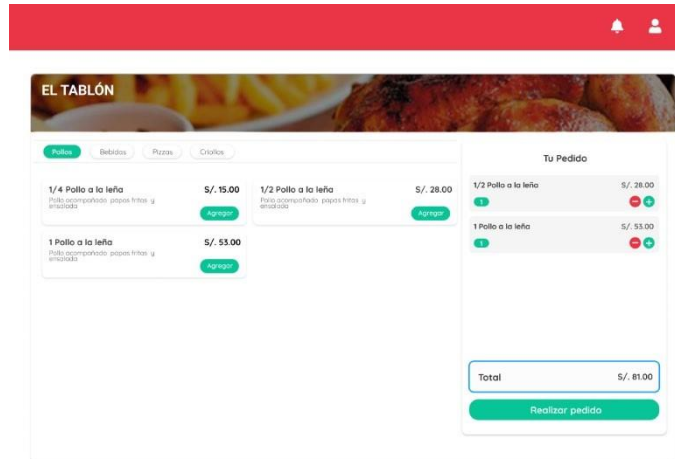 EL TABLÓN
Pollos Bebidas Pizzas Criollos
1/4 Pollo a la leña S/. 15.00
Pollo acompañado papas fritas y
ensalada
Agregar
1/2 Pollo a la leña S/. 28.00
Pollo acompañado papas fritas y
ensalada
Agregar
1 Pollo a la leña S/. 53.00
Pollo acompañado papas fritas y
ensalada
Agregar
Tu Pedido
1/2 Pollo a la leña S/. 28.00
1
1 Pollo a la leña S/. 53.00
1
Total S/. 81.00
Realizar pedido